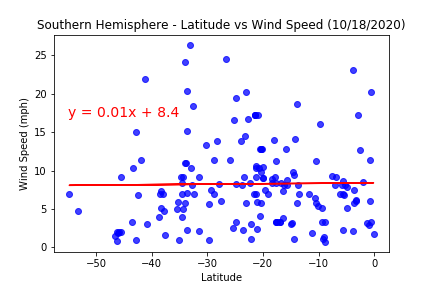 Southern Hemisphere - Latitude vs Wind Speed (10/18/2020)
25
20
y = 0.01x + 8.4
15
10
5
0
Wind Speed (mph)
−50 −40 −30 −20 −10 0
Latitude